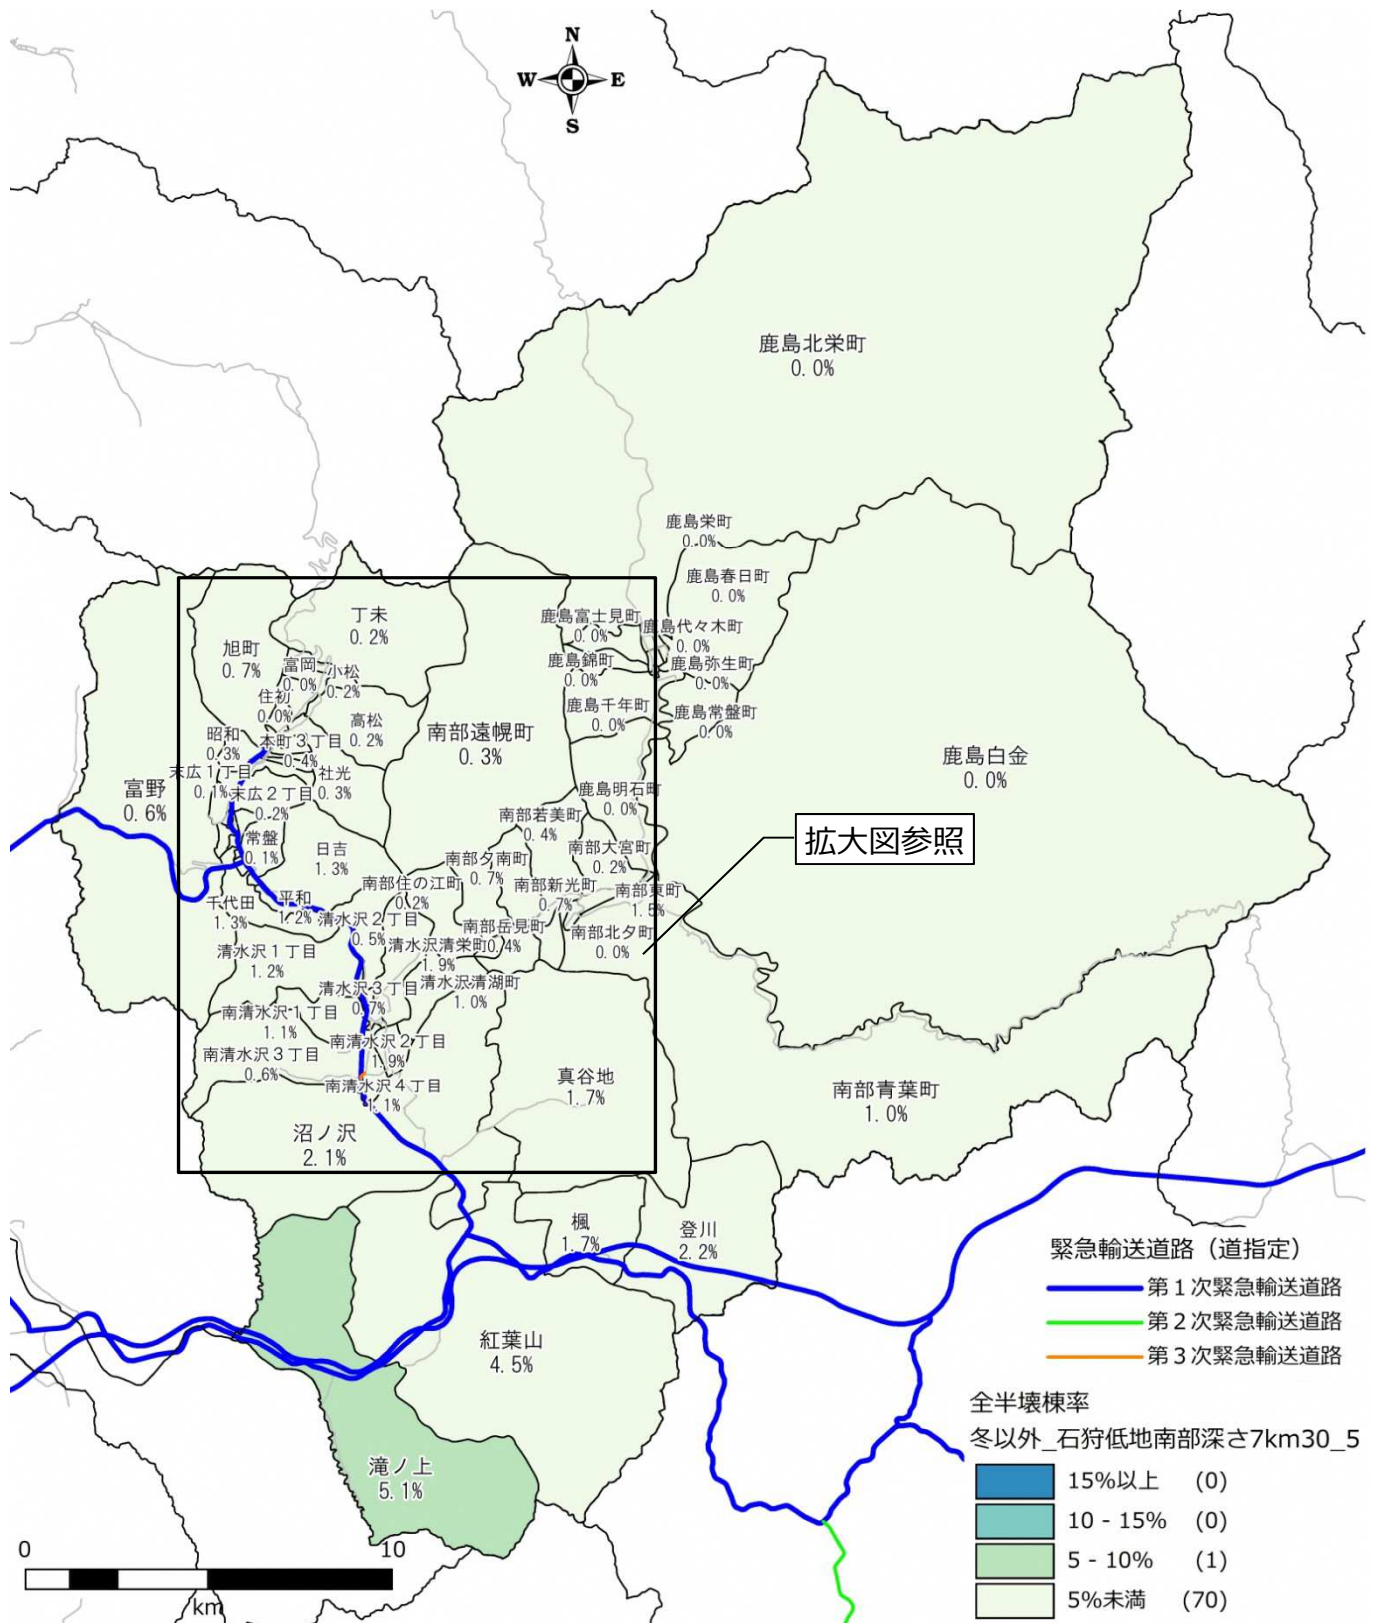 N
W E
S
鹿島北栄町
0.0%
鹿島栄町
0.0%
鹿島春日町
0.0%
丁未
0.2%
鹿島富士見町
0.0%
鹿島代々木町
0.0%
旭町
0.7%
富岡
0.0%
小松
0.2%
鹿島錦町
0.0%
鹿島弥生町
0.0%
住初
0.0%
高松
0.2%
鹿島千年町
0.0%
鹿島常盤町
0.0%
南部遠幌町
0.3%
昭和
0.3%
本町3丁目
0.4%
鹿島白金
0.0%
末広1丁目
0.1%
社光
0.3%
富野
0.6%
末広2丁目
0.2%
鹿島明石町
0.0%
南部若美町
0.4%
拡大図参照
常盤
0.1%
日吉
1.3%
南部夕南町
0.7%
南部大宮町
0.2%
南部住の江町
0.2%
南部新光町
0.7%
南部東町
1.5%
千代田
1.3%
平和
1.2%
清水沢2丁目
0.5%
南部岳見町
0.4%
南部北夕町
0.0%
清水沢清栄町
1.9%
清水沢1丁目
1.2%
清水沢3丁目
0.7%
清水沢清湖町
1.0%
南清水沢1丁目
1.1%
南清水沢2丁目
1.9%
南清水沢3丁目
0.6%
南清水沢4丁目
1.1%
真谷地
1.7%
南部青葉町
1.0%
沼ノ沢
2.1%
楓
1.7%
登川
2.2%
紅葉山
4.5%
滝ノ上
5.1%
緊急輸送道路（道指定）
第1次緊急輸送道路
第2次緊急輸送道路
第3次緊急輸送道路
全半壊棟率
冬以外_石狩低地南部深さ7km30_5
15%以上 (0)
10 - 15% (0)
5 - 10% (1)
5%未満 (70)
0 10
km